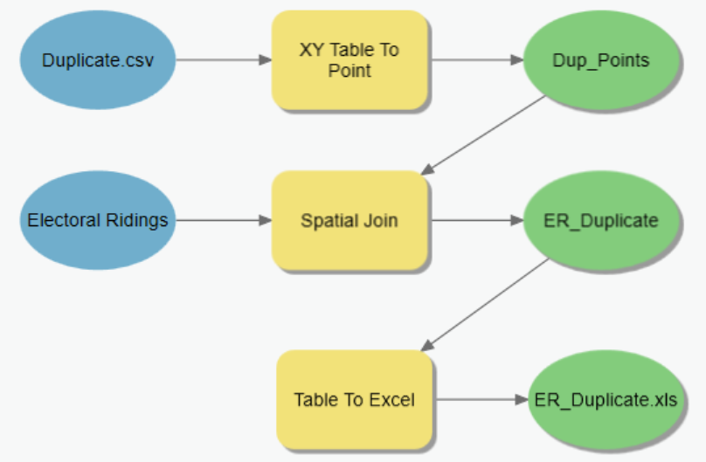 Duplicate.csv
XY Table To
Point
Dup_Points
Electoral Ridings
Spatial Join
ER_Duplicate
Table To Excel
ER_Duplicate.xls